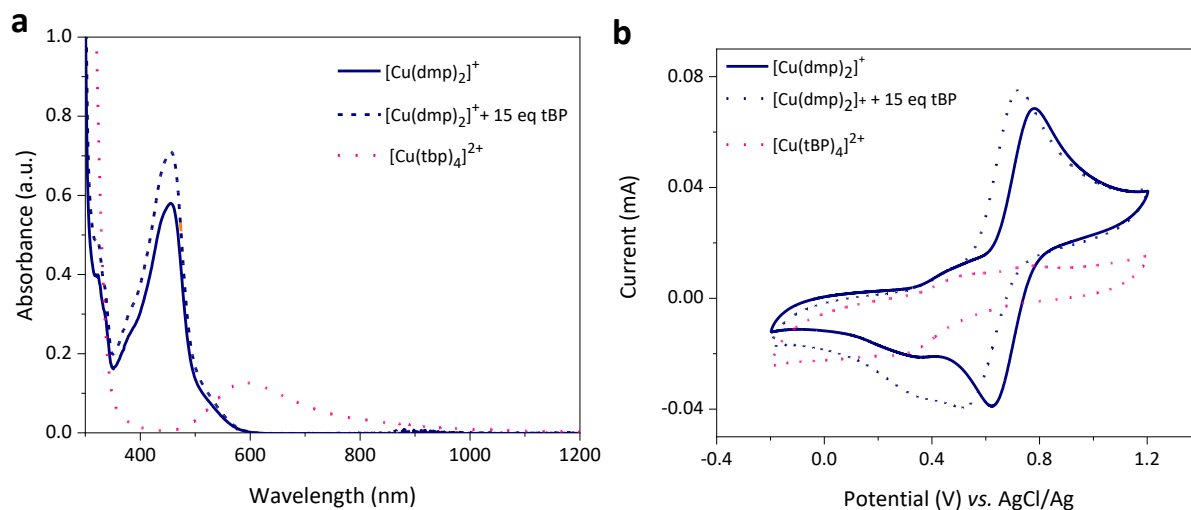 a
1.0
0.8
0.6
0.4
0.2
0.0
400
600
800
1000
1200
Absorbance (a.u.)
Wavelength (nm)
[Cu(dmp)₂]⁺
[Cu(dmp)₂]⁺ + 15 eq tBP
[Cu(tbp)₄]²⁺
b
0.08
0.04
0.00
-0.04
-0.4
0.0
0.4
0.8
1.2
Current (mA)
Potential (V) vs. AgCl/Ag
[Cu(dmp)₂]⁺
[Cu(dmp)₂]+ + 15 eq tBP
[Cu(tBP)₄]²⁺